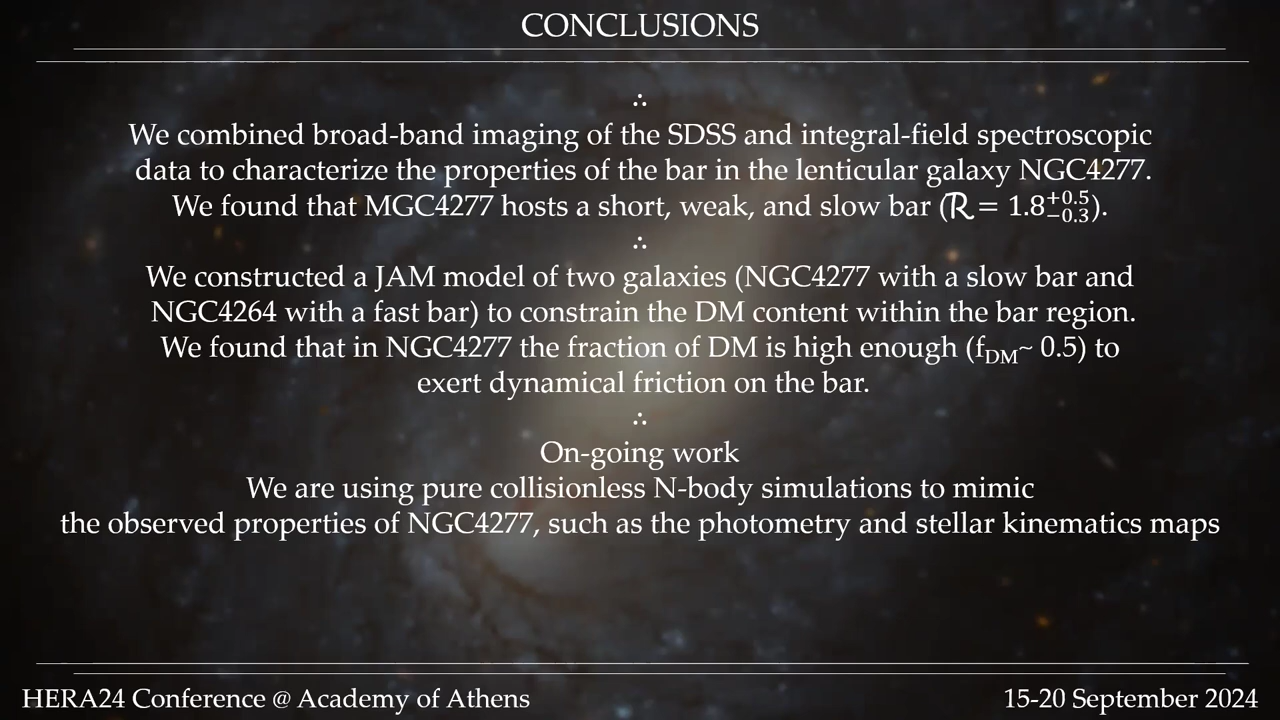 CONCLUSIONS
∴
We combined broad-band imaging of the SDSS and integral-field spectroscopic
data to characterize the properties of the bar in the lenticular galaxy NGC4277.
We found that MGC4277 hosts a short, weak, and slow bar (ℛ = 1.8^{+0.5}_{−0.3}).
∴
We constructed a JAM model of two galaxies (NGC4277 with a slow bar and
NGC4264 with a fast bar) to constrain the DM content within the bar region.
We found that in NGC4277 the fraction of DM is high enough (f_{DM}~ 0.5) to
exert dynamical friction on the bar.
∴
On-going work
We are using pure collisionless N-body simulations to mimic
the observed properties of NGC4277, such as the photometry and stellar kinematics maps
HERA24 Conference @ Academy of Athens
15-20 September 2024